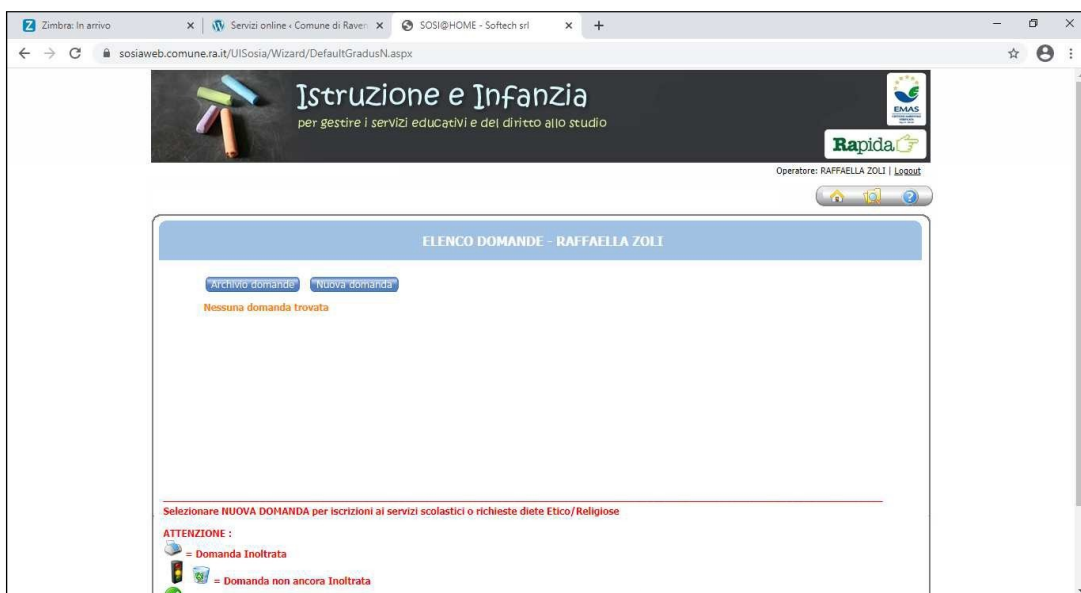 Zimbra: In arrivo
Servizi online « Comune di Raven
SOSI@HOME - Softech srl
sosiaweb.comune.ra.it/UISosia/Wizard/DefaultGradusN.aspx
Istruzione e Infanzia
per gestire i servizi educativi e del diritto allo studio
EMAS
Rapida
Operatore: RAFFAELLA ZOLI | Logout
ELENCO DOMANDE - RAFFAELLA ZOLI
Archivio domande Nuova domanda
Nessuna domanda trovata
Selezionare NUOVA DOMANDA per iscrizioni ai servizi scolastici o richieste diete Etico/Religiose
ATTENZIONE :
= Domanda Inoltrata
= Domanda non ancora Inoltrata